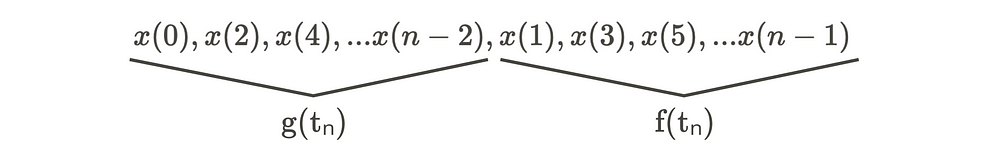 x(0), x(2), x(4), ...x(n − 2), x(1), x(3), x(5), ...x(n − 1)
g(tₙ) f(tₙ)